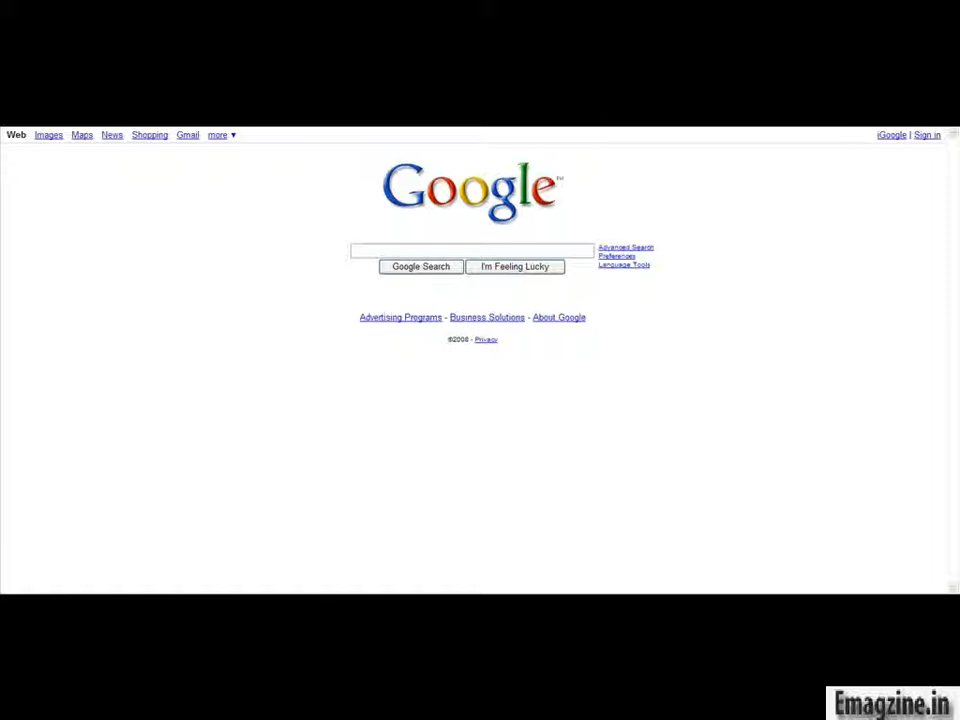 Web Images Maps News Shopping Gmail more ▼ iGoogle | Sign in
Google™
Advanced Search
Preferences
Language Tools
Google Search I'm Feeling Lucky
Advertising Programs - Business Solutions - About Google
©2008 - Privacy
Emagzine.in